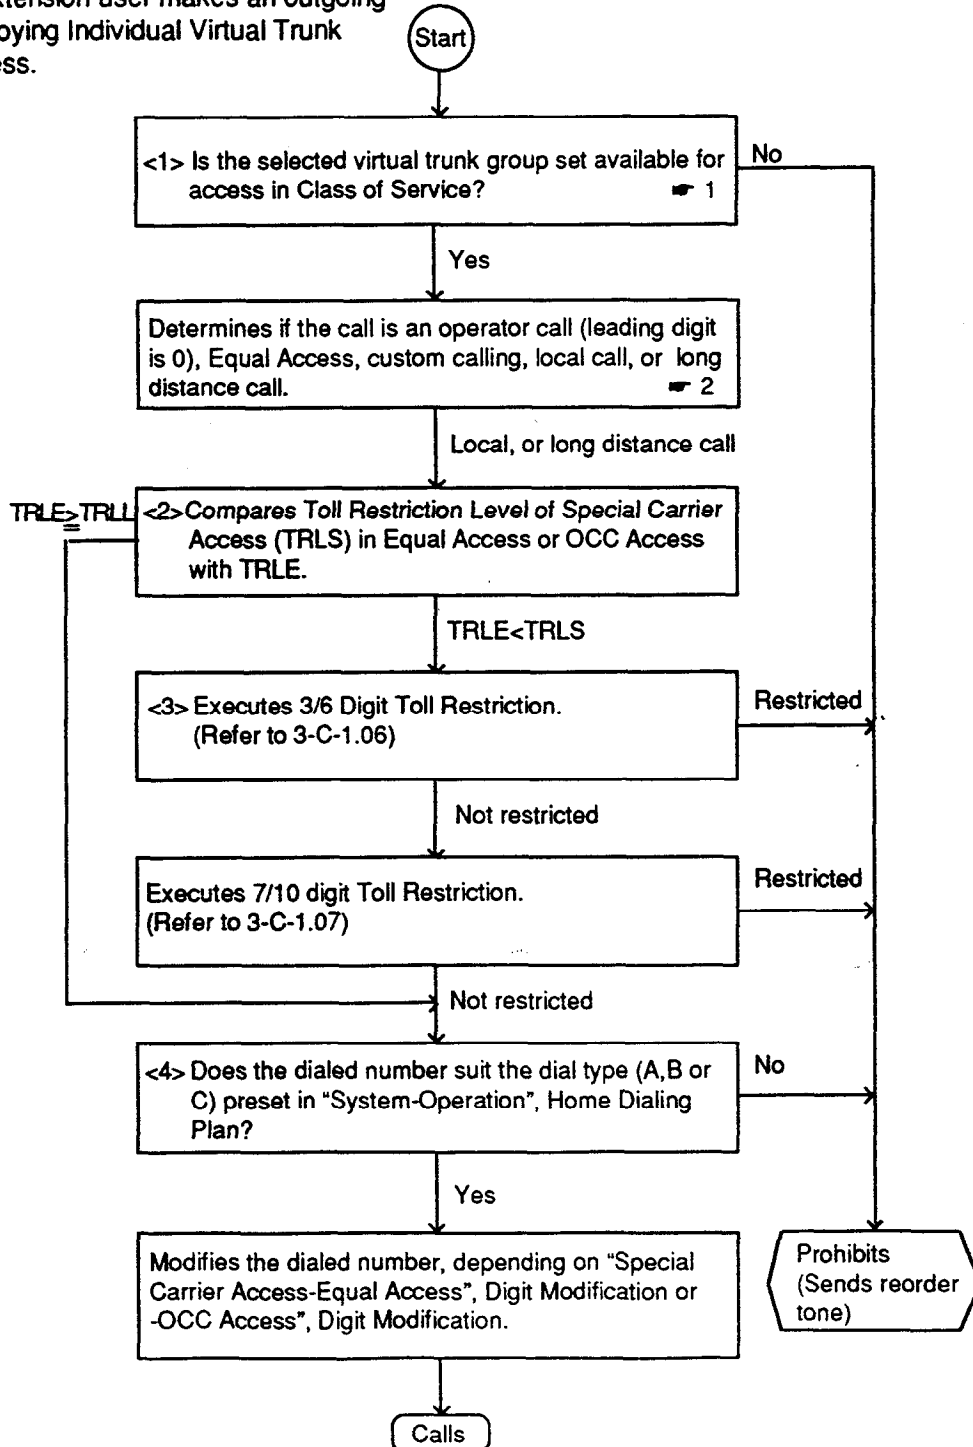 tension user makes an outgoing
oying Individual Virtual Trunk
ess.
Start
<1> Is the selected virtual trunk group set available for
access in Class of Service? ☛ 1
No
Yes
Determines if the call is an operator call (leading digit
is 0), Equal Access, custom calling, local call, or long
distance call. ☛ 2
Local, or long distance call
TRLE≧TRLL
<2>Compares Toll Restriction Level of Special Carrier
Access (TRLS) in Equal Access or OCC Access
with TRLE.
TRLE<TRLS
<3> Executes 3/6 Digit Toll Restriction.
(Refer to 3-C-1.06)
Restricted
Not restricted
Executes 7/10 digit Toll Restriction.
(Refer to 3-C-1.07)
Restricted
Not restricted
<4> Does the dialed number suit the dial type (A,B or
C) preset in "System-Operation", Home Dialing
Plan?
No
Yes
Modifies the dialed number, depending on "Special
Carrier Access-Equal Access", Digit Modification or
-OCC Access", Digit Modification.
Prohibits
(Sends reorder
tone)
Calls